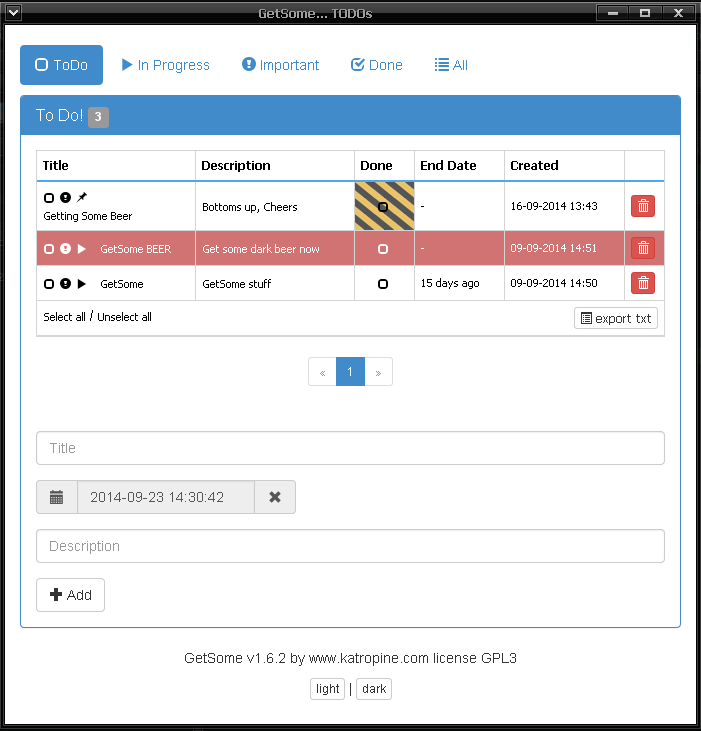 GetSome... TODOs
ToDo In Progress Important Done All
To Do! 3
Title Description Done End Date Created
Getting Some Beer Bottoms up, Cheers - 16-09-2014 13:43
GetSome BEER Get some dark beer now - 09-09-2014 14:51
GetSome GetSome stuff 15 days ago 09-09-2014 14:50
Select all / Unselect all export txt
« 1 »
Title
2014-09-23 14:30:42
Description
Add
GetSome v1.6.2 by www.katropine.com license GPL3
light | dark